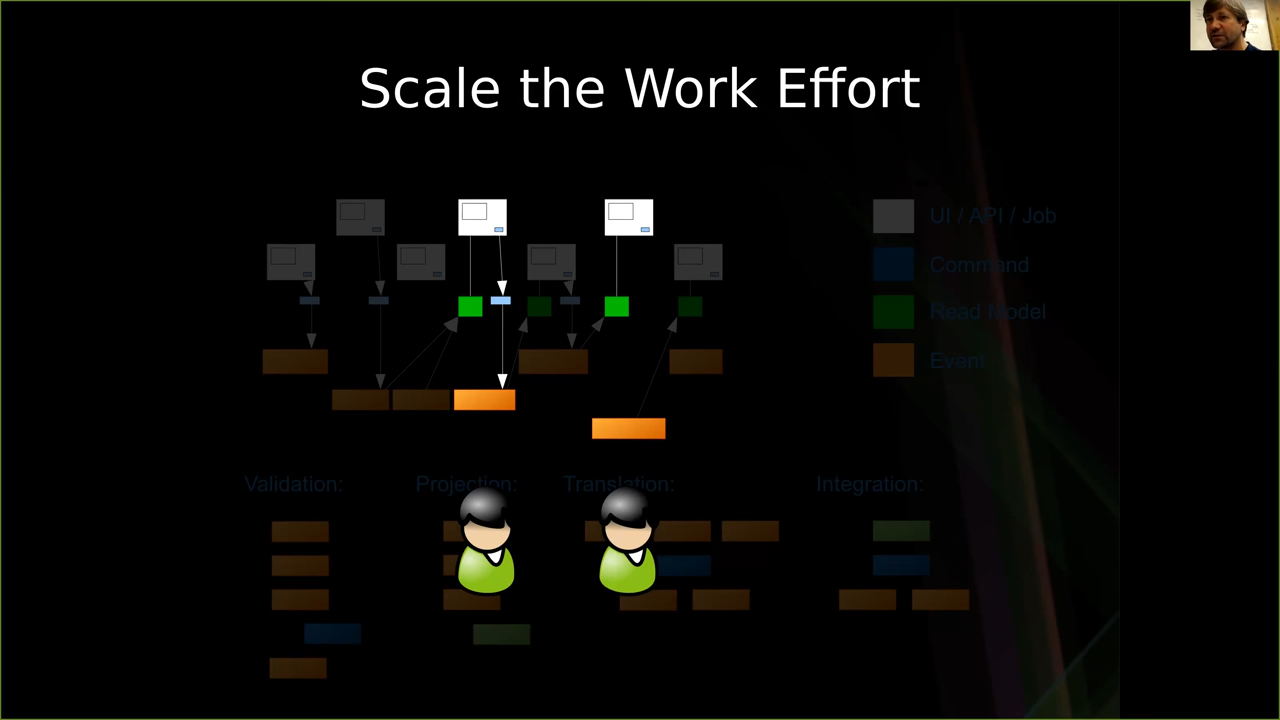 Scale the Work Effort
UI / API / Job
Command
Read Model
Event
Validation:
Projection:
Translation:
Integration: